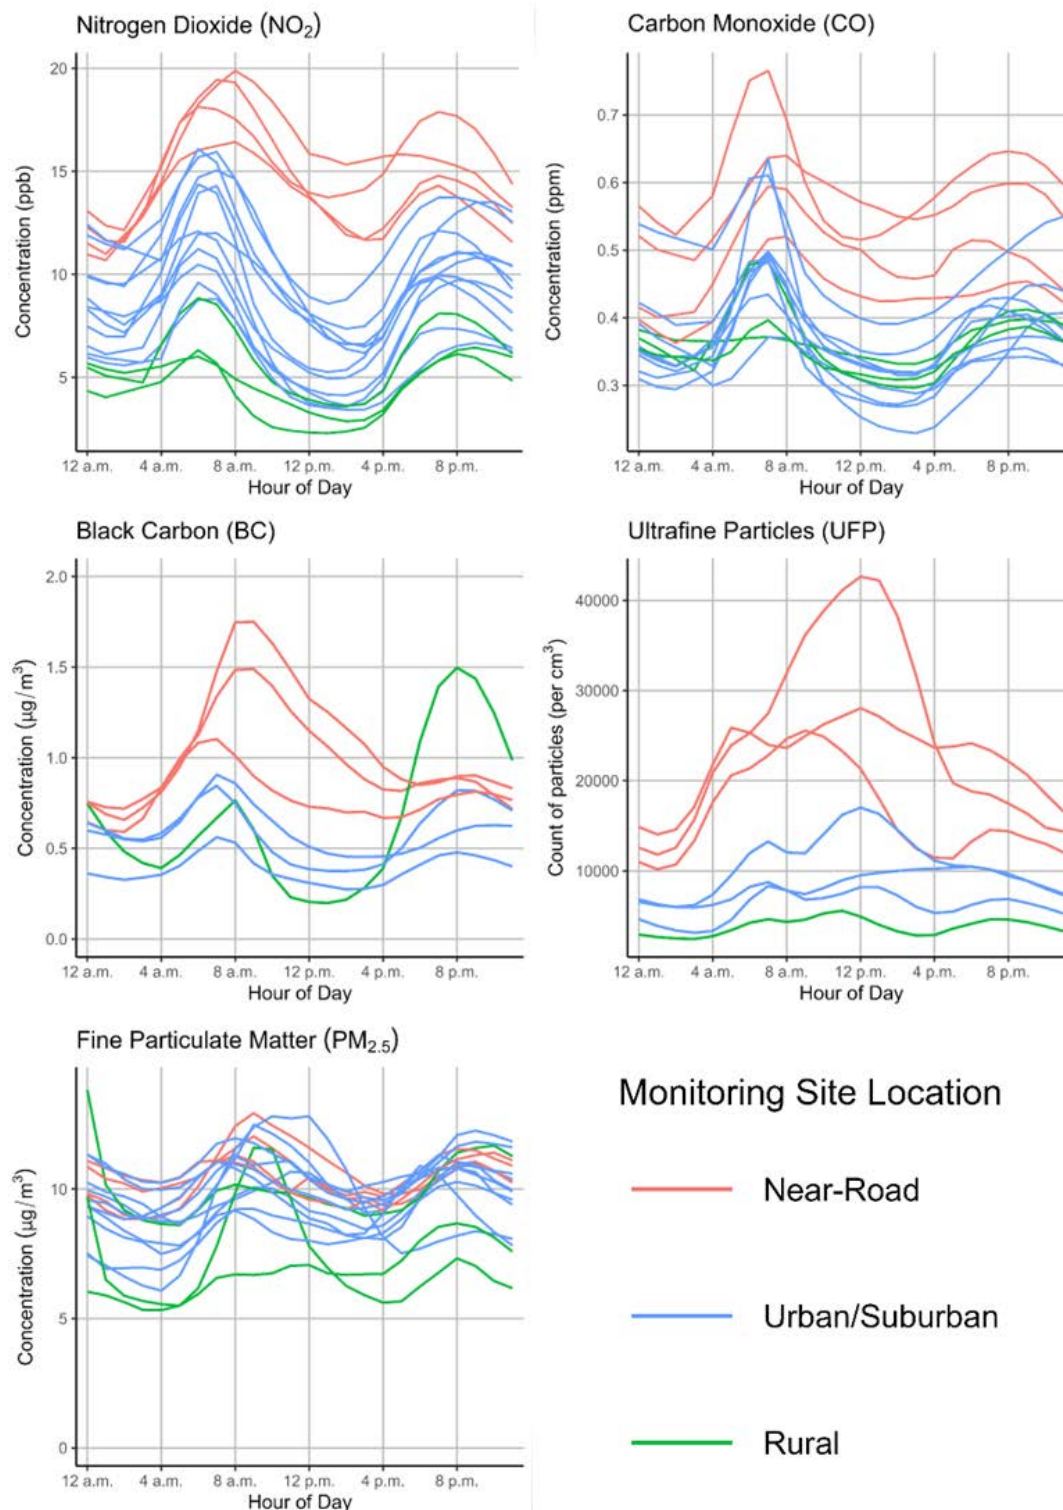 Nitrogen Dioxide (NO₂)
Carbon Monoxide (CO)
Concentration (ppb)
20
15
10
5
12 a.m. 4 a.m. 8 a.m. 12 p.m. 4 p.m. 8 p.m.
Hour of Day
Concentration (ppm)
0.7
0.6
0.5
0.4
0.3
12 a.m. 4 a.m. 8 a.m. 12 p.m. 4 p.m. 8 p.m.
Hour of Day
Black Carbon (BC)
Ultrafine Particles (UFP)
Concentration (µg/m³)
2.0
1.5
1.0
0.5
0.0
12 a.m. 4 a.m. 8 a.m. 12 p.m. 4 p.m. 8 p.m.
Hour of Day
Count of particles (per cm³)
40000
30000
20000
10000
12 a.m. 4 a.m. 8 a.m. 12 p.m. 4 p.m. 8 p.m.
Hour of Day
Fine Particulate Matter (PM₂.₅)
Concentration (µg/m³)
10
5
0
12 a.m. 4 a.m. 8 a.m. 12 p.m. 4 p.m. 8 p.m.
Hour of Day
Monitoring Site Location
Near-Road
Urban/Suburban
Rural